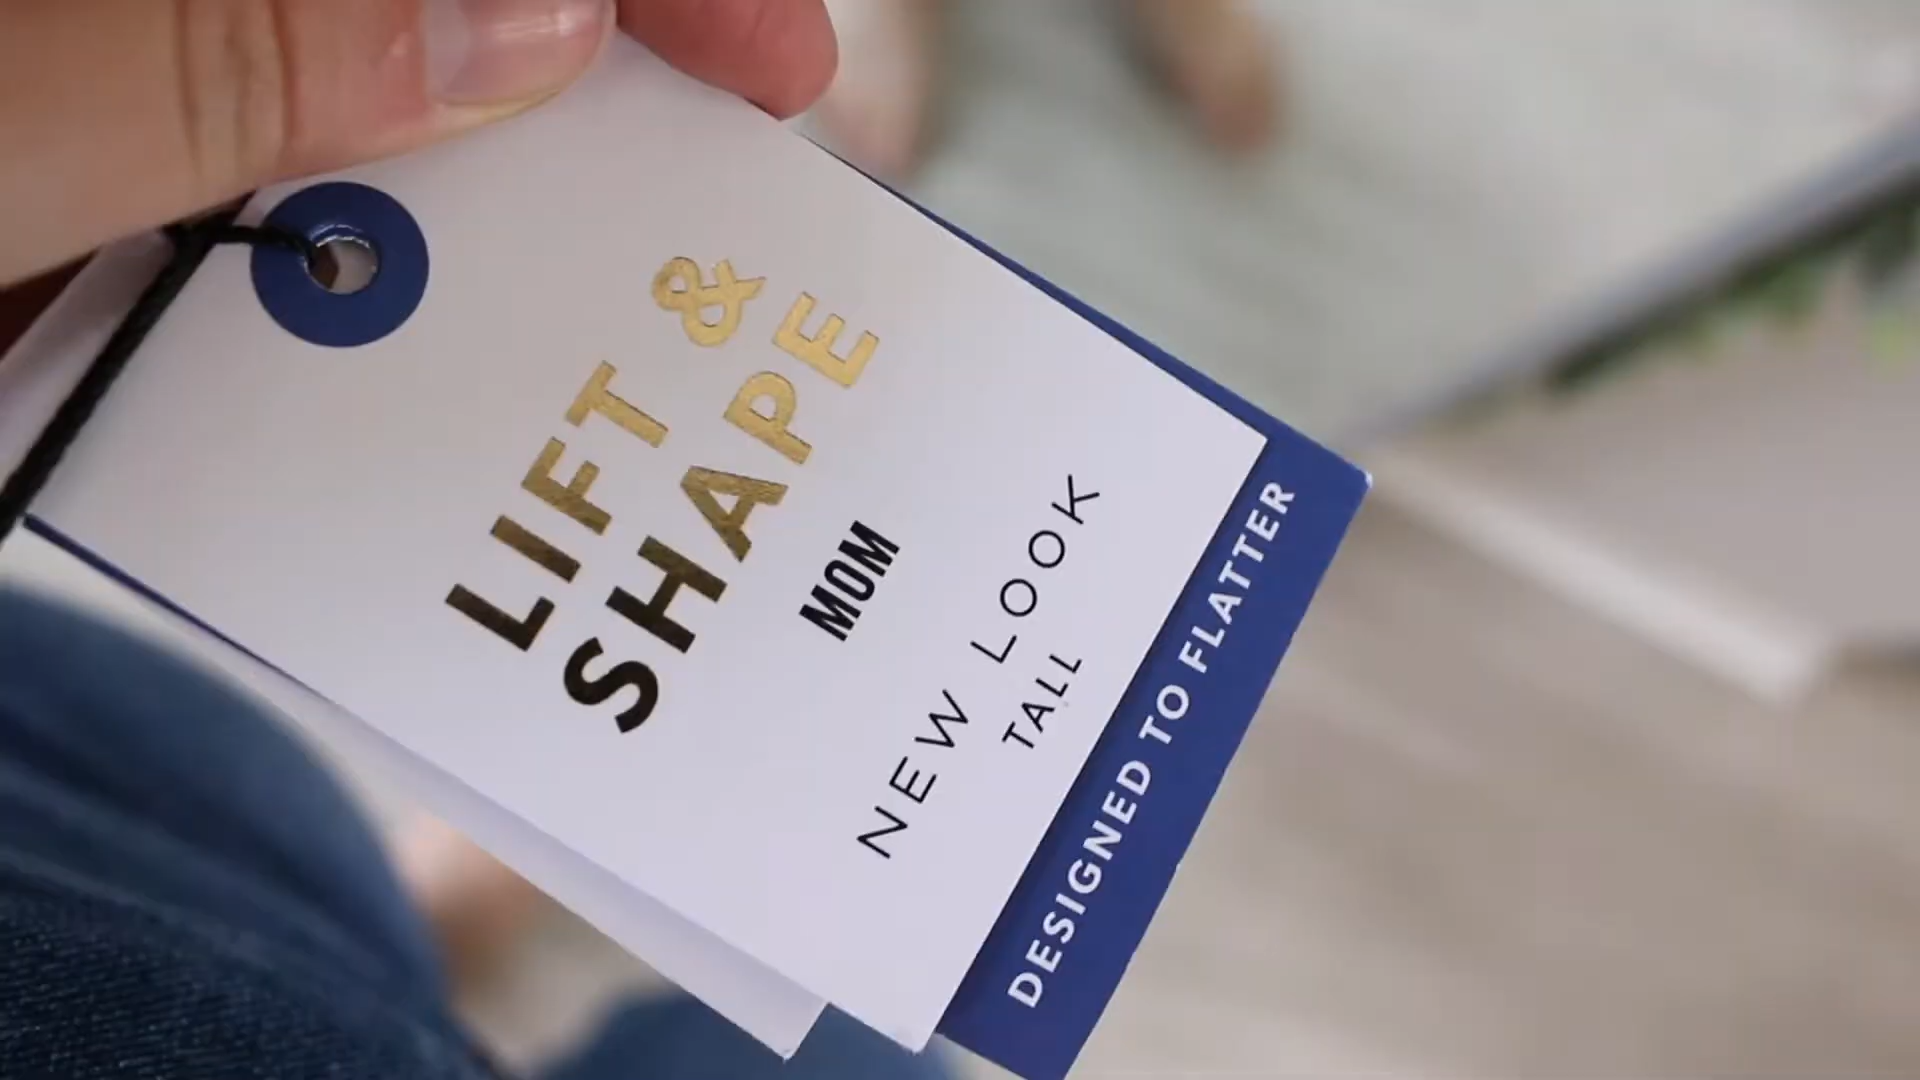 LIFT &
SHAPE
MOM
NEW LOOK
TALL
DESIGNED TO FLATTER